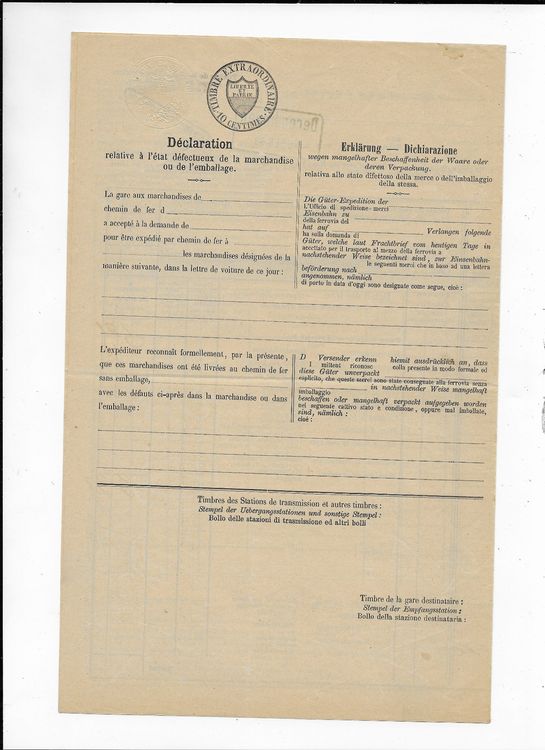 TIMBRE EXTRAORDINAIRE
LIBERTÉ
ET
PATRIE
10 CENTIMES
Déclaration
relative à l'état défectueux de la marchandise
ou de l'emballage.
La gare aux marchandises de
chemin de fer d
a accepté à la demande de
pour être expédié par chemin de fer à
les marchandises désignées de la
manière suivante, dans la lettre de voiture de ce jour :
Erklärung — Dichiarazione
wegen mangelhafter Beschaffenheit der Waare oder
deren Verpackung.
relativa allo stato difettoso della merce o dell'imballaggio
della stessa.
Die Güter-Expedition der
L'Ufficio di spedizione merci
Eisenbahn zu
della ferrovia del
hat auf Verlangen folgende
ha sulla domanda di
Güter, welche laut Frachtbrief vom heutigen Tage in
accettato per il trasporto al mezzo della ferrovia a
nachstehender Weise bezeichnet sind, zur Einsenbahn-
le seguenti merci che in base ad una lettera
beförderung nach
angenommen, nämlich
di porto in data d'oggi sono designate come segue, cioè :
L'expéditeur reconnaît formellement, par la présente,
que ces marchandises ont été livrées au chemin de fer
sans emballage,
avec les défauts ci-après dans la marchandise ou dans
l'emballage :
D Versender erkenn hiemit ausdrücklich an, dass
I mittent riconosc colla presente in modo formale ed
diese Güter unverpackt
esplicito, che queste merci sono state consegnate alla ferrovia senza
in nachstehender Weise mangelhaft
imballaggio
beschaffen oder mangelhaft verpackt aufgegeben worden
nel seguente cattivo stato e condizione, oppure mal imballate,
sind, nämlich :
cioè :
Timbres des Stations de transmission et autres timbres :
Stempel der Uebergangsstationen und sonstige Stempel :
Bollo delle stazioni di trasmissione ed altri bolli
Timbre de la gare destinataire :
Stempel der Empfangsstation :
Bollo della stazione destinataria :